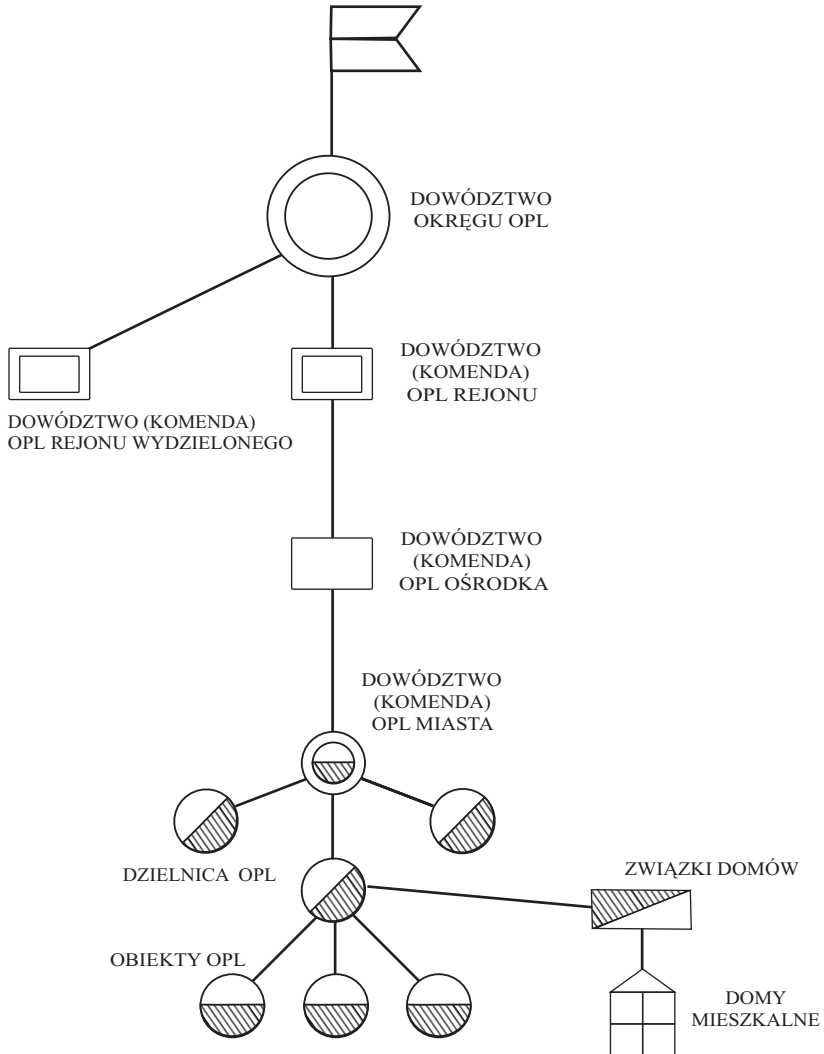 DOWÓDZTWO
OKRĘGU OPL
DOWÓDZTWO
(KOMENDA)
OPL REJONU
DOWÓDZTWO (KOMENDA)
OPL REJONU WYDZIELONEGO
DOWÓDZTWO
(KOMENDA)
OPL OŚRODKA
DOWÓDZTWO
(KOMENDA)
OPL MIASTA
DZIELNICA OPL
ZWIĄZKI DOMÓW
OBIEKTY OPL
DOMY
MIESZKALNE